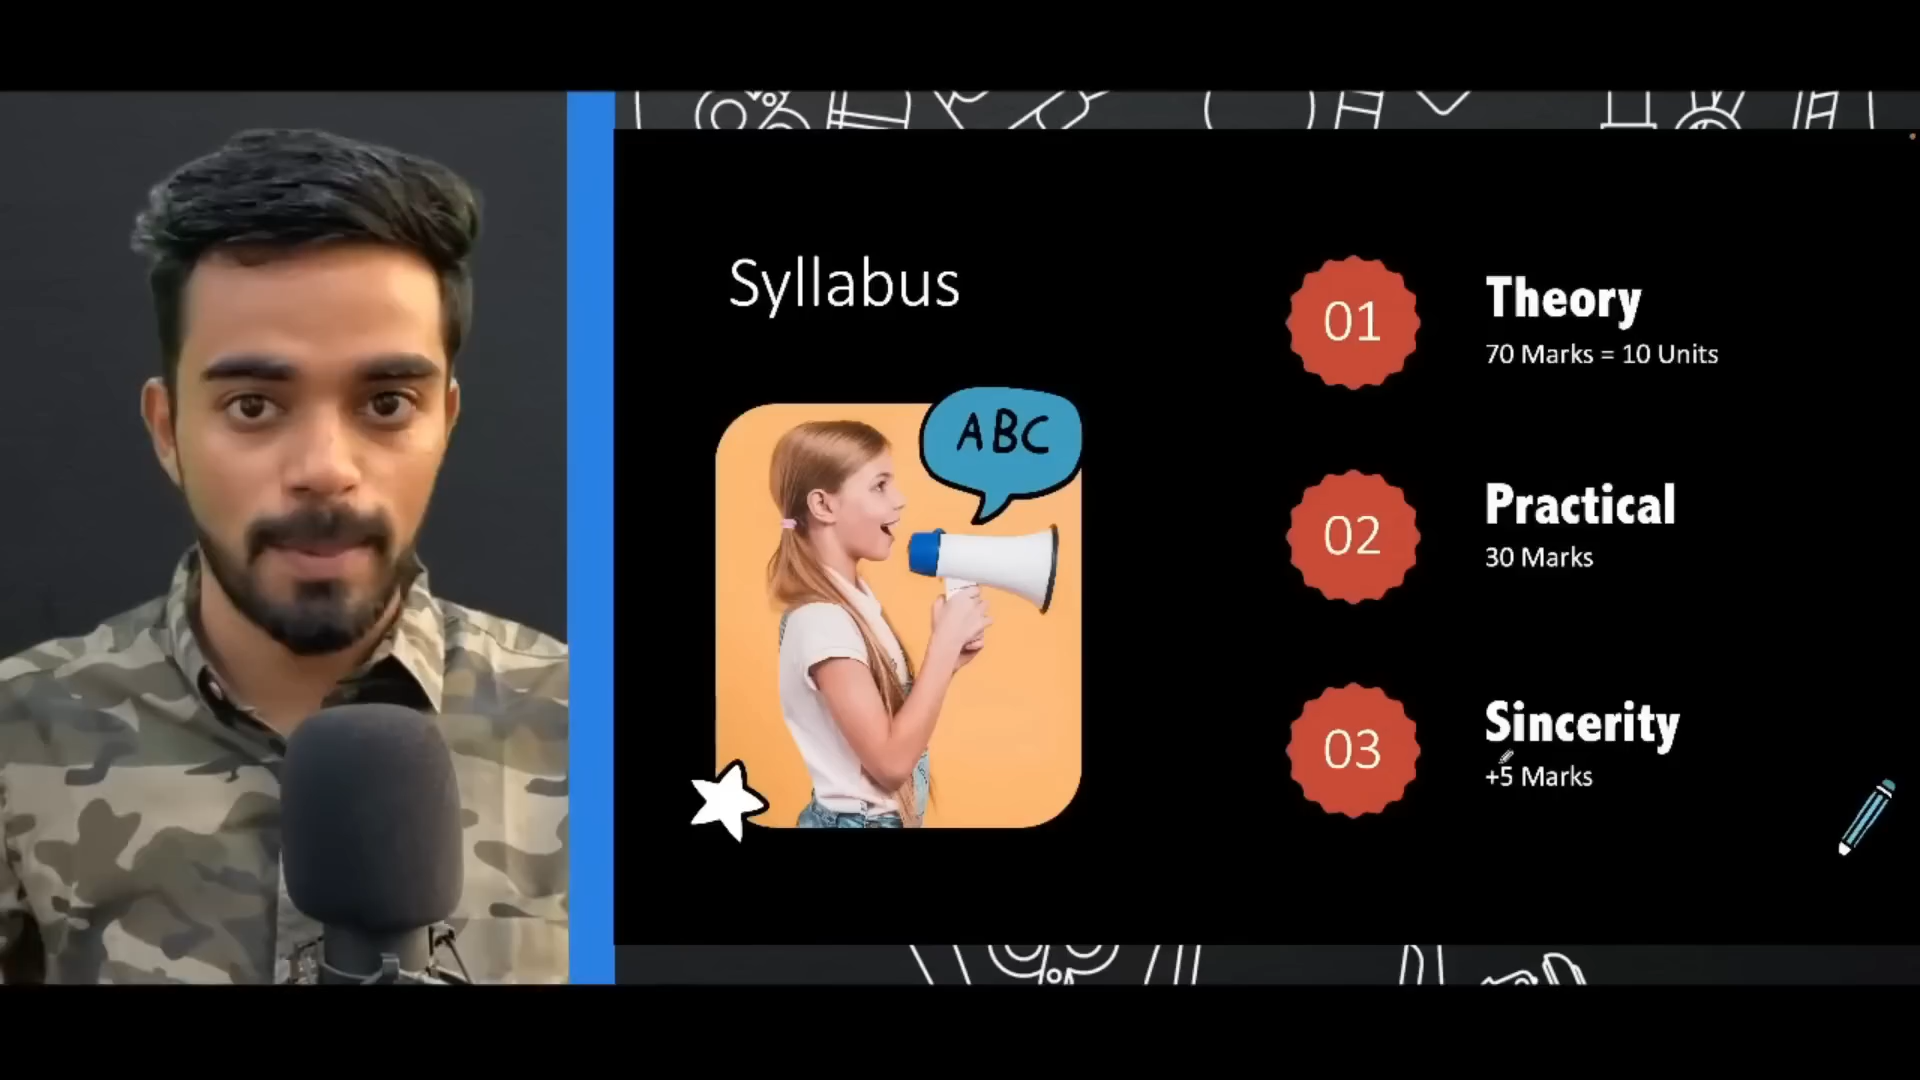 Syllabus
ABC
01
Theory
70 Marks = 10 Units
02
Practical
30 Marks
03
Sincerity
+5 Marks